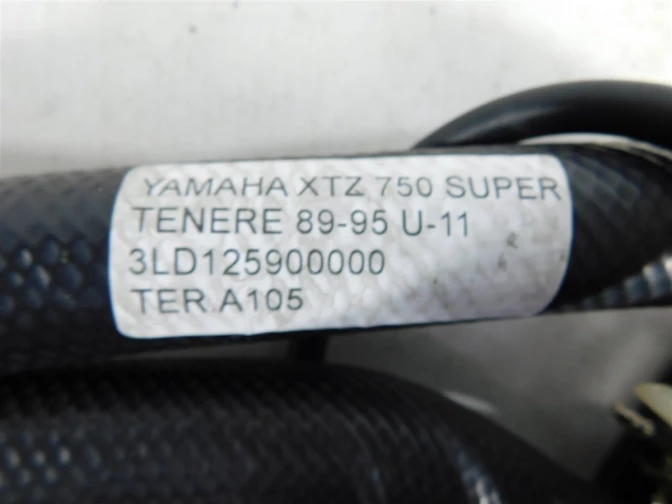 YAMAHA XTZ 750 SUPER
TENERE 89-95 U-11
3LD125900000
TER.A105